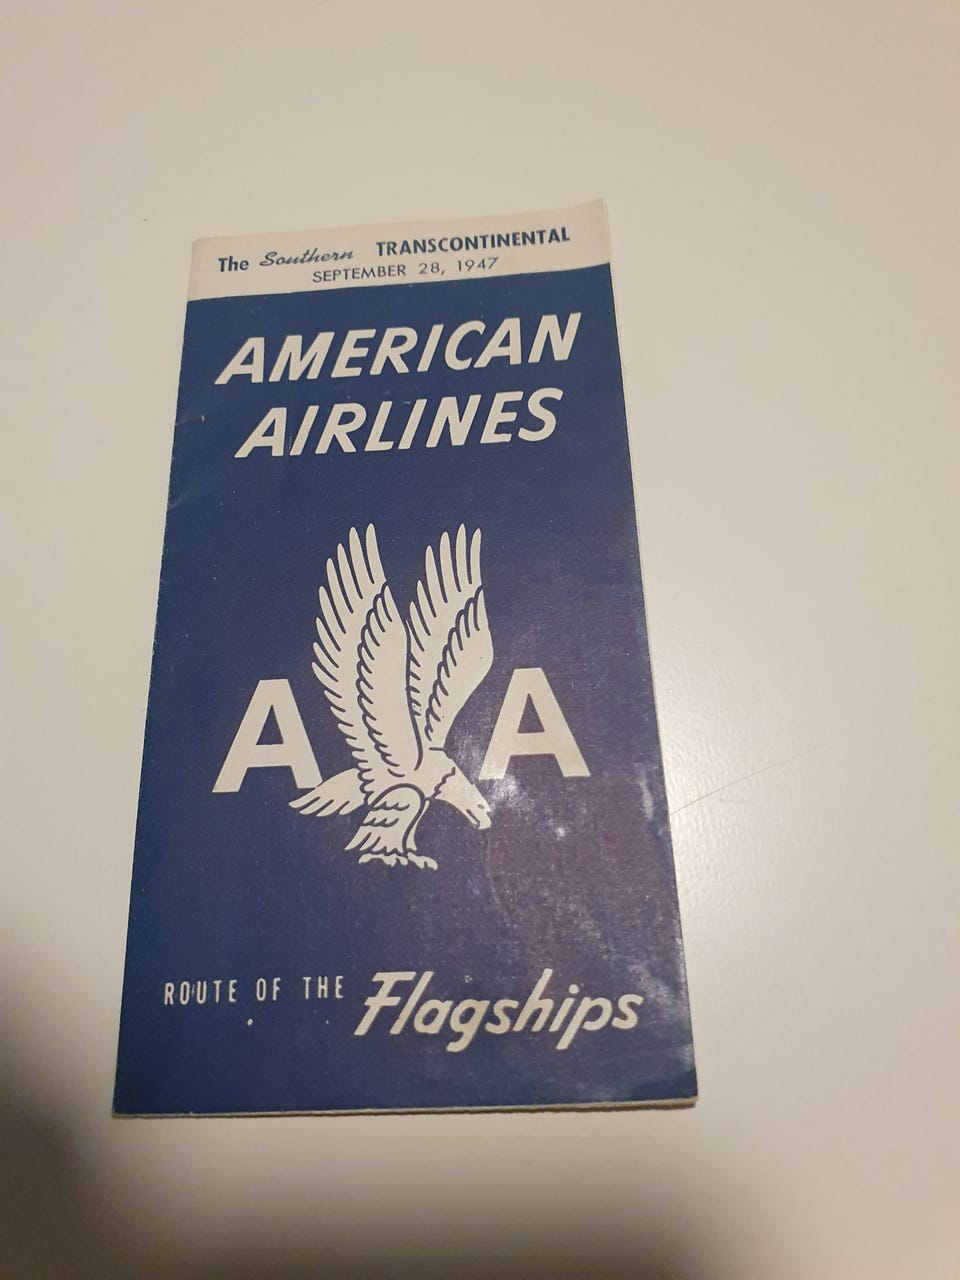 The Southern TRANSCONTINENTAL
SEPTEMBER 28, 1947
AMERICAN
AIRLINES
A A
ROUTE OF THE Flagships